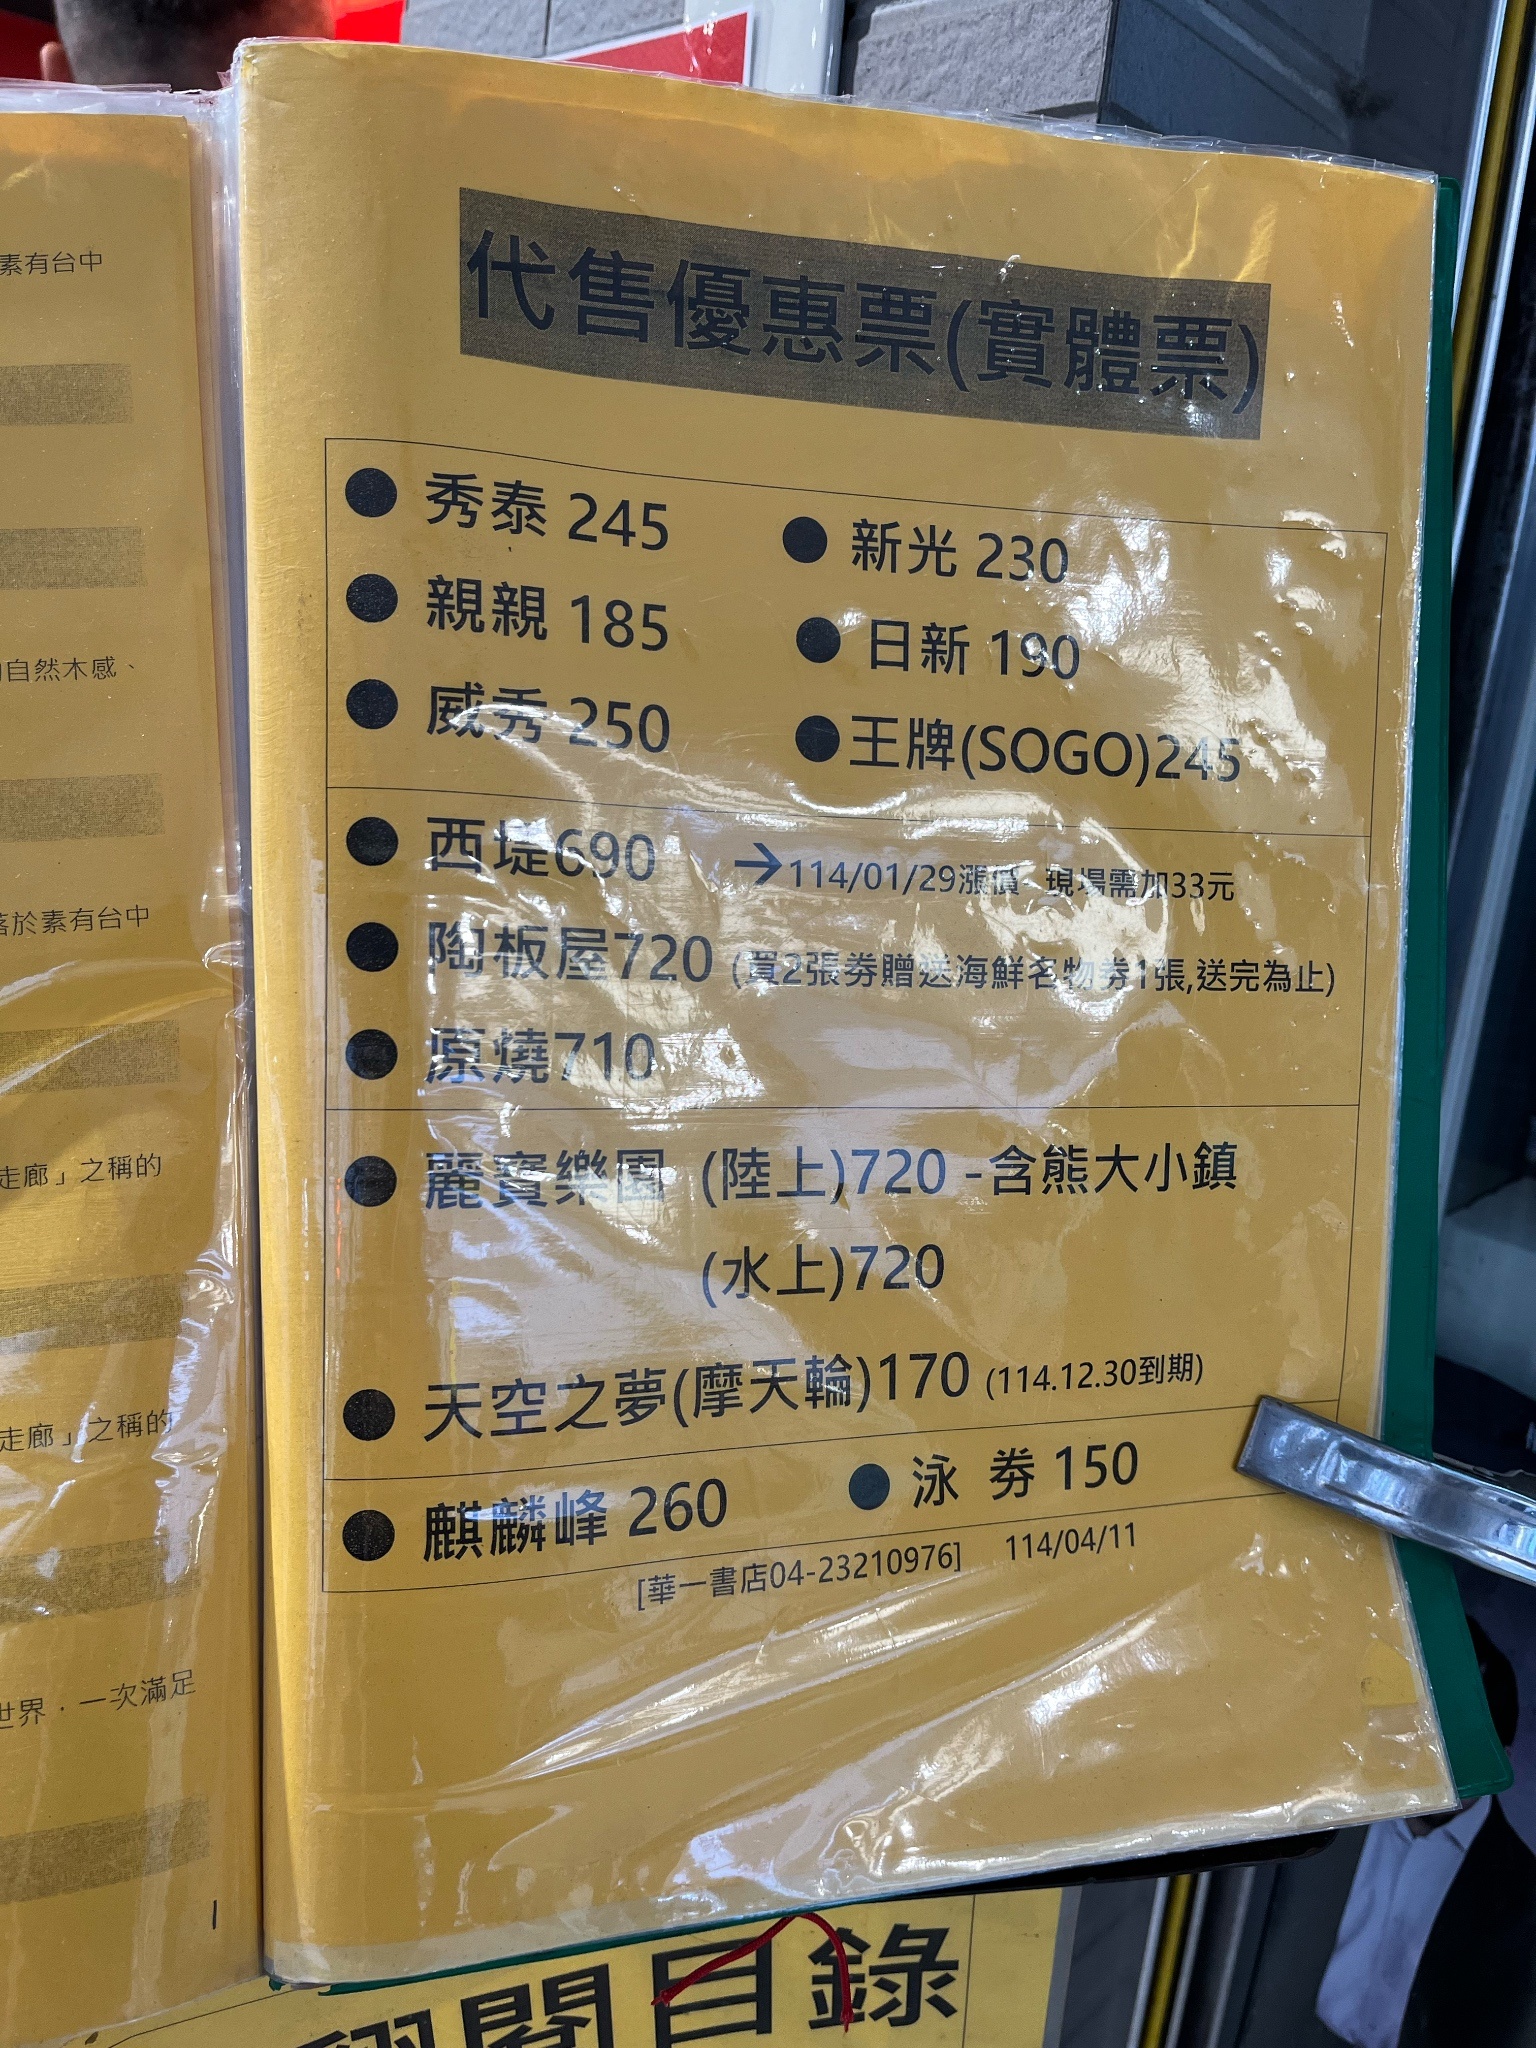 代售優惠票(實體票)
● 秀泰 245 ● 新光 230
● 親親 185 ● 日新 190
● 威秀 250 ● 王牌(SOGO)245
● 西堤690 →114/01/29漲價 現場需加33元
● 陶板屋720 (買2張劵贈送海鮮名物劵1張,送完為止)
● 原燒710
● 麗寶樂園 (陸上)720 -含熊大小鎮
(水上)720
● 天空之夢(摩天輪)170 (114.12.30到期)
● 麒麟峰 260 ● 泳 劵 150
[華一書店04-23210976] 114/04/11
素有台中
自然木感、
落於素有台中
走廊」之稱的
走廊」之稱的
世界.一次滿足
1
翻閱目錄